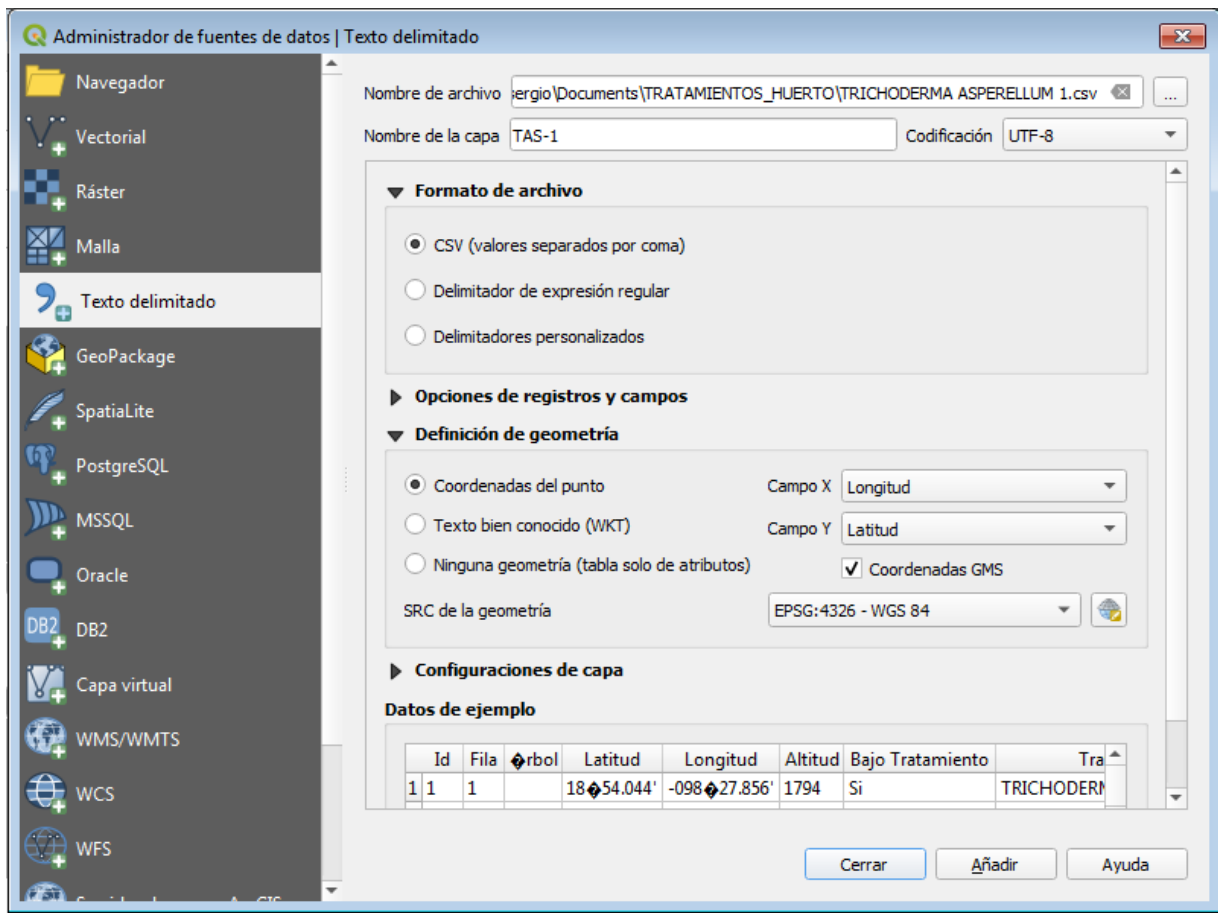 Administrador de fuentes de datos | Texto delimitado
Navegador
Vectorial
Ráster
Malla
Texto delimitado
GeoPackage
SpatiaLite
PostgreSQL
MSSQL
Oracle
DB2
DB2
Capa virtual
WMS/WMTS
WCS
WFS
Nombre de archivo ergio\Documents\TRATAMIENTOS_HUERTO\TRICHODERMA ASPERELLUM 1.csv ...
Nombre de la capa TAS-1 Codificación UTF-8
Formato de archivo
CSV (valores separados por coma)
Delimitador de expresión regular
Delimitadores personalizados
Opciones de registros y campos
Definición de geometría
Coordenadas del punto Campo X Longitud
Texto bien conocido (WKT) Campo Y Latitud
Ninguna geometría (tabla solo de atributos) Coordenadas GMS
SRC de la geometría EPSG:4326 - WGS 84
Configuraciones de capa
Datos de ejemplo
Id Fila �rbol Latitud Longitud Altitud Bajo Tratamiento Tra
1 1 1 18�54.044' -098�27.856' 1794 Si TRICHODERM
Cerrar Añadir Ayuda